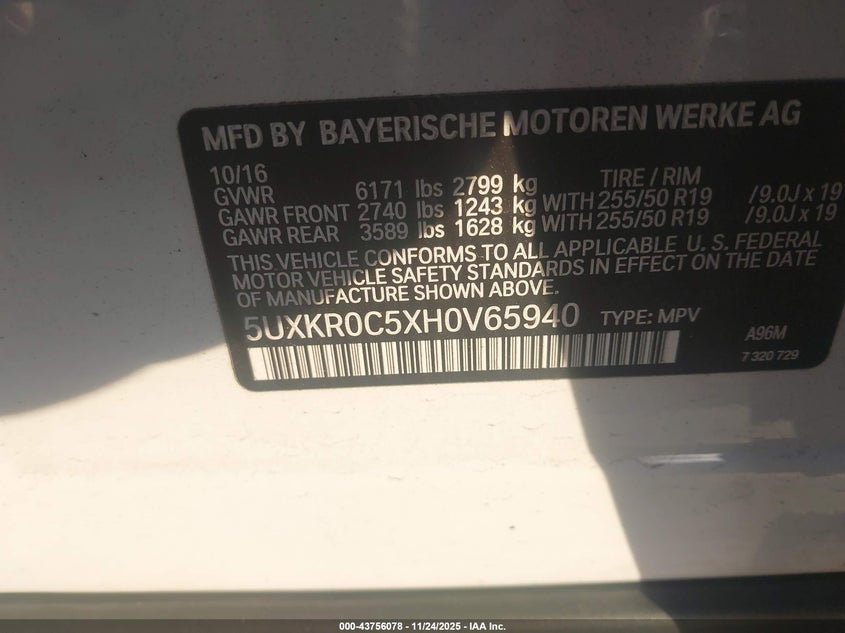 MFD BY BAYERISCHE MOTOREN WERKE AG
10/16 TIRE / RIM
GVWR 6171 lbs 2799 kg
GAWR FRONT 2740 lbs 1243 kg WITH 255/50 R19 /9.0J x 19
GAWR REAR 3589 lbs 1628 kg WITH 255/50 R19 /9.0J x 19
THIS VEHICLE CONFORMS TO ALL APPLICABLE U. S. FEDERAL
MOTOR VEHICLE SAFETY STANDARDS IN EFFECT ON THE DATE
OF MANUFACTURE SHOWN ABOVE.
5UXKR0C5XH0V65940 TYPE: MPV
A96M
7 320 729
000-43756078 - 11/24/2025 - IAA Inc.